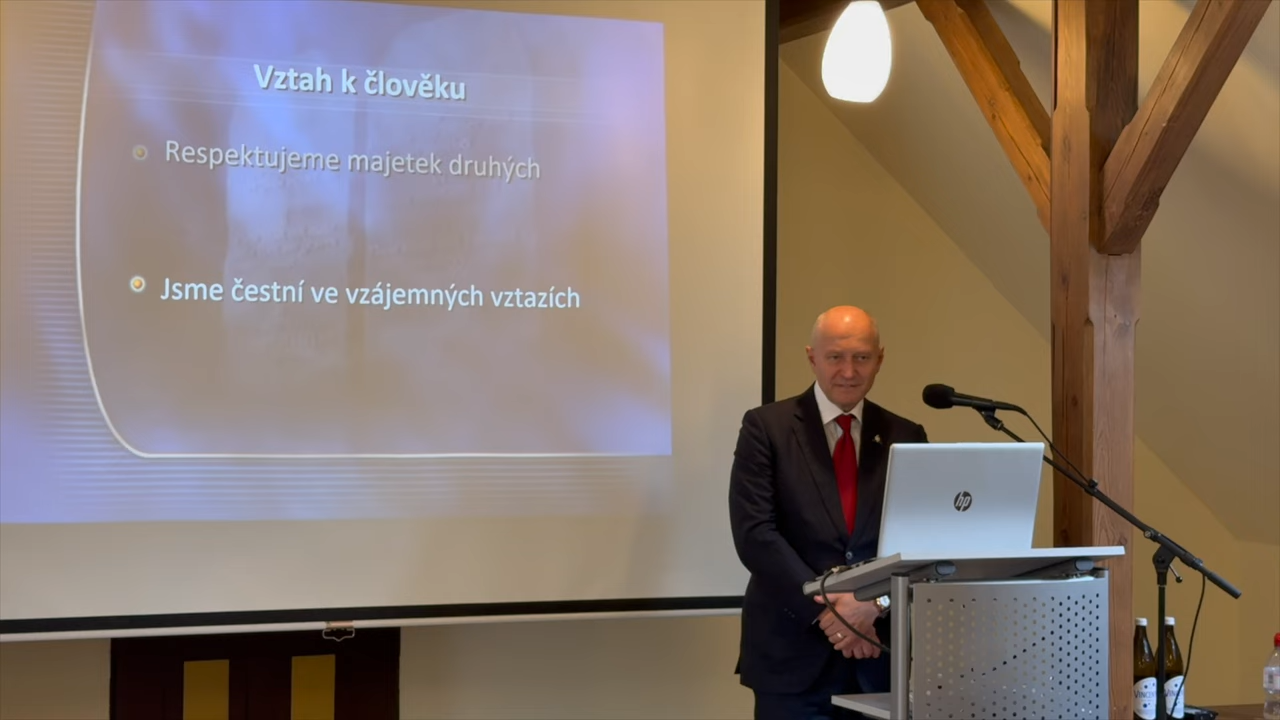 Vztah k člověku
Respektujeme majetek druhých
Jsme čestní ve vzájemných vztazích
hp